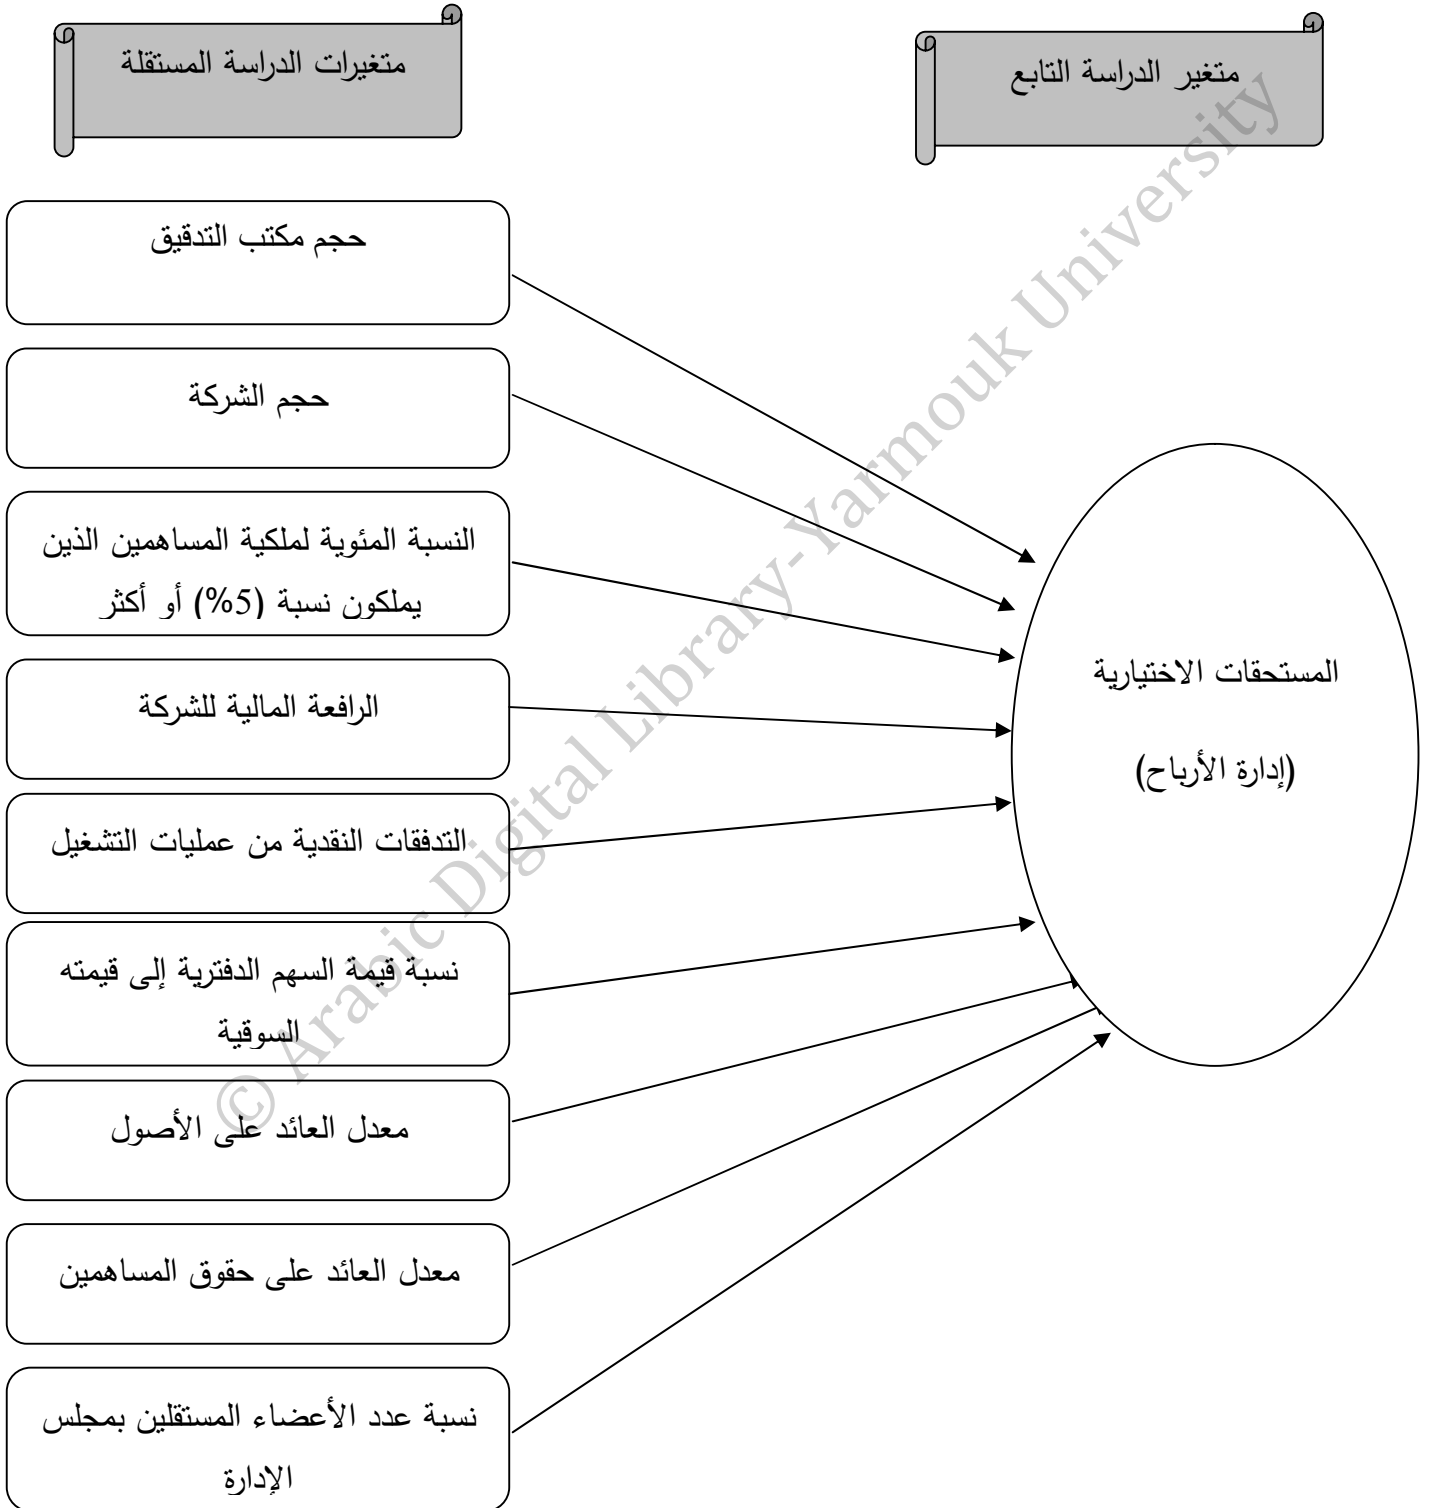 متغيرات الدراسة المستقلة
متغير الدراسة التابع
حجم مكتب التدقيق
حجم الشركة
النسبة المئوية لملكية المساهمين الذين
يملكون نسبة (5%) أو أكثر
الرافعة المالية للشركة
التدفقات النقدية من عمليات التشغيل
نسبة قيمة السهم الدفترية إلى قيمته
السوقية
معدل العائد على الأصول
معدل العائد على حقوق المساهمين
نسبة عدد الأعضاء المستقلين بمجلس
الإدارة
المستحقات الاختيارية
(إدارة الأرباح)
© Arabic Digital Library-Yarmouk University